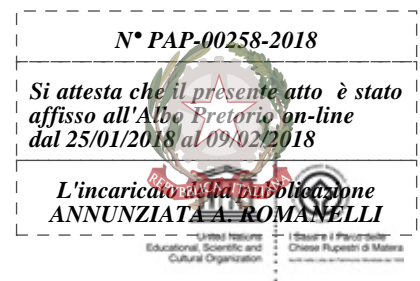 N° PAP-00258-2018
Si attesta che il presente atto è stato
affisso all'Albo Pretorio on-line
dal 25/01/2018 al 09/02/2018
L'incaricato della pubblicazione
ANNUNZIATA A. ROMANELLI
REPVBBLICA ITALIANA
United Nations
Educational, Scientific and
Cultural Organization
I Sassi e il Parco delle
Chiese Rupestri di Matera